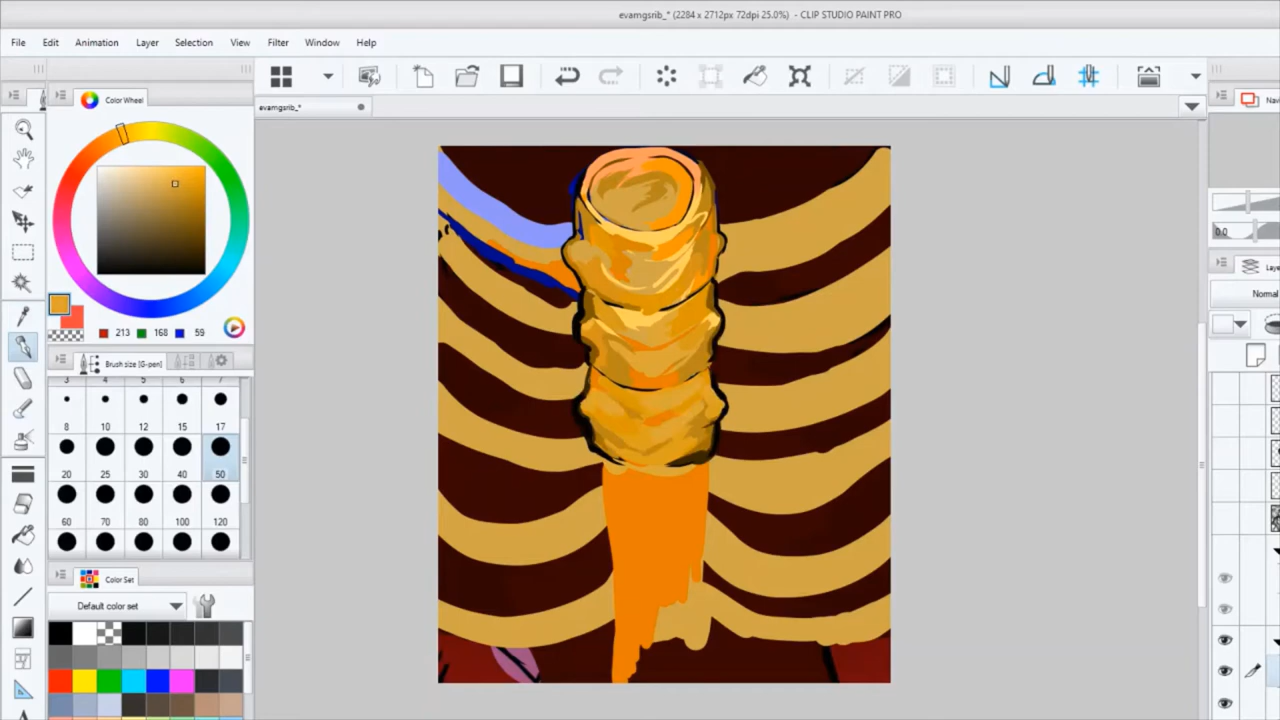 evamgsrib_* (2284 x 2712px 72dpi 25.0%) - CLIP STUDIO PAINT PRO
File Edit Animation Layer Selection View Filter Window Help
Color Wheel
evamgsrib_*
Nav
0.0
Laye
Normal
213 168 59
Brush size [G-pen]
3 4 5 6 7
8 10 12 15 17
20 25 30 40 50
60 70 80 100 120
Color Set
Default color set